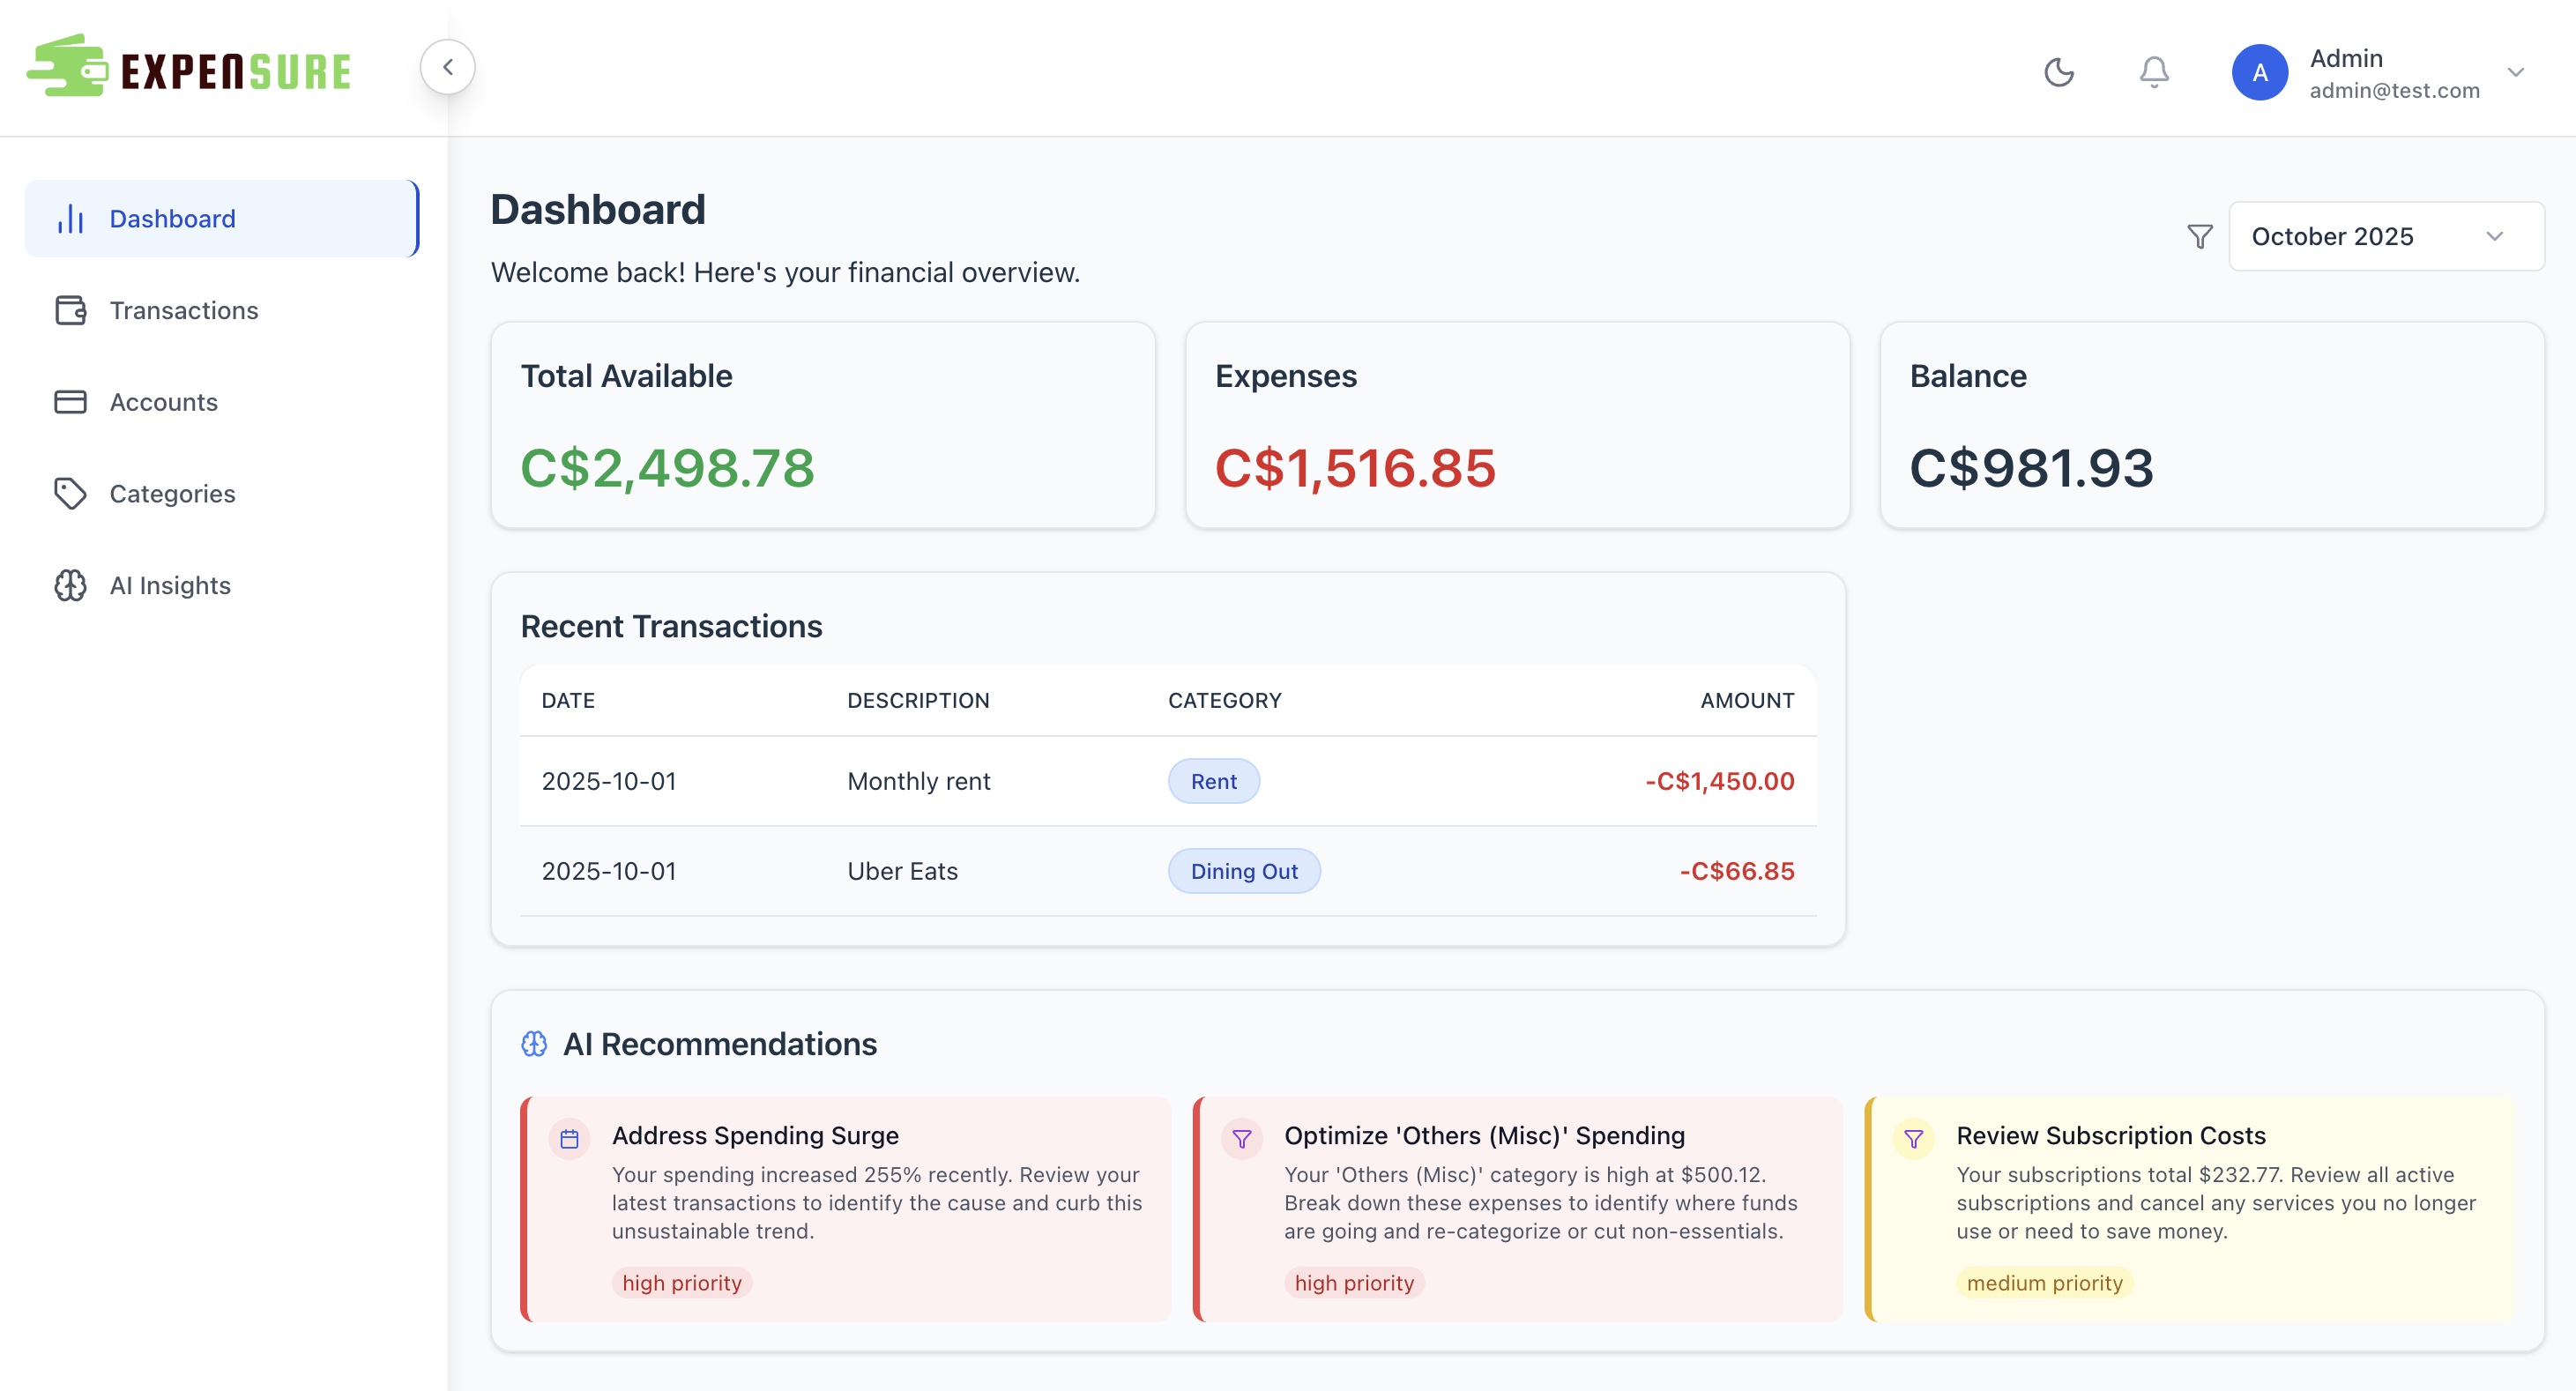 EXPENSURE
A
Admin
admin@test.com
Dashboard
Transactions
Accounts
Categories
AI Insights
Dashboard
Welcome back! Here's your financial overview.
October 2025
Total Available
C$2,498.78
Expenses
C$1,516.85
Balance
C$981.93
Recent Transactions
DATE DESCRIPTION CATEGORY AMOUNT
2025-10-01 Monthly rent Rent -C$1,450.00
2025-10-01 Uber Eats Dining Out -C$66.85
AI Recommendations
Address Spending Surge
Your spending increased 255% recently. Review your
latest transactions to identify the cause and curb this
unsustainable trend.
high priority
Optimize 'Others (Misc)' Spending
Your 'Others (Misc)' category is high at $500.12.
Break down these expenses to identify where funds
are going and re-categorize or cut non-essentials.
high priority
Review Subscription Costs
Your subscriptions total $232.77. Review all active
subscriptions and cancel any services you no longer
use or need to save money.
medium priority